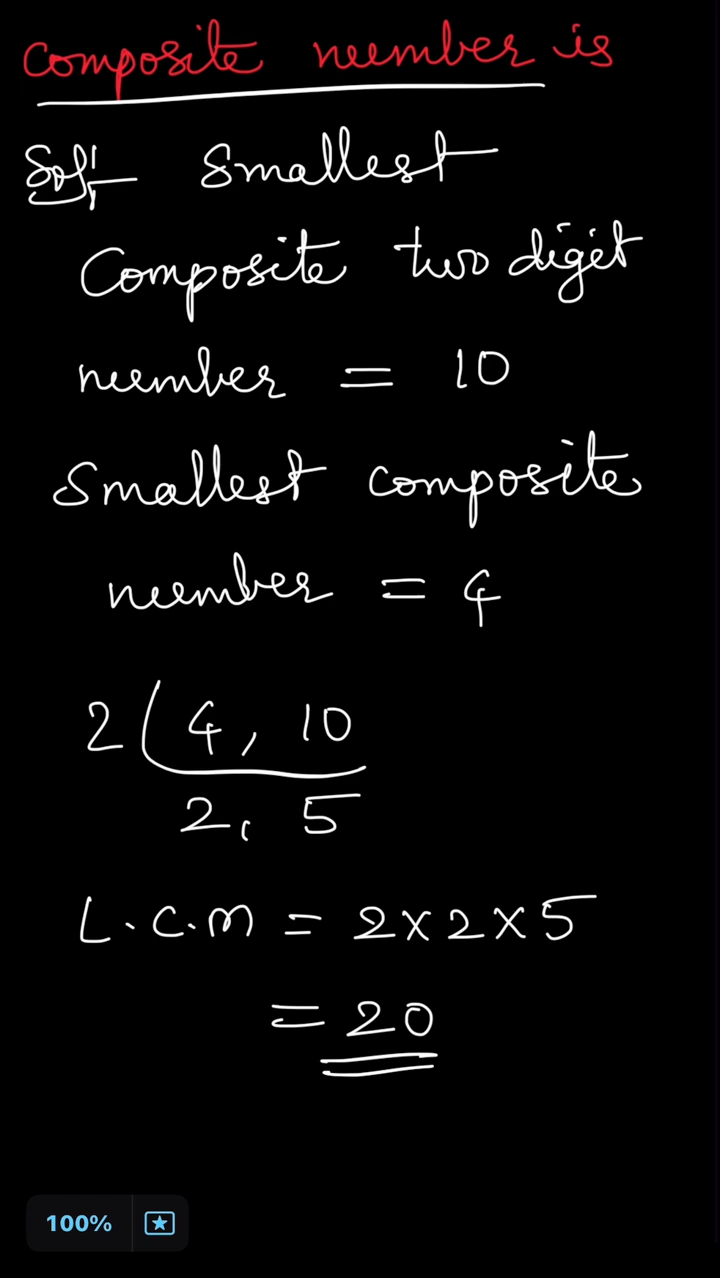 composite number is
Sol:
Smallest
Composite two digit
number = 10
Smallest composite
number = 4
2 ( 4, 10
2, 5
L.C.M = 2×2×5
= 20
100%